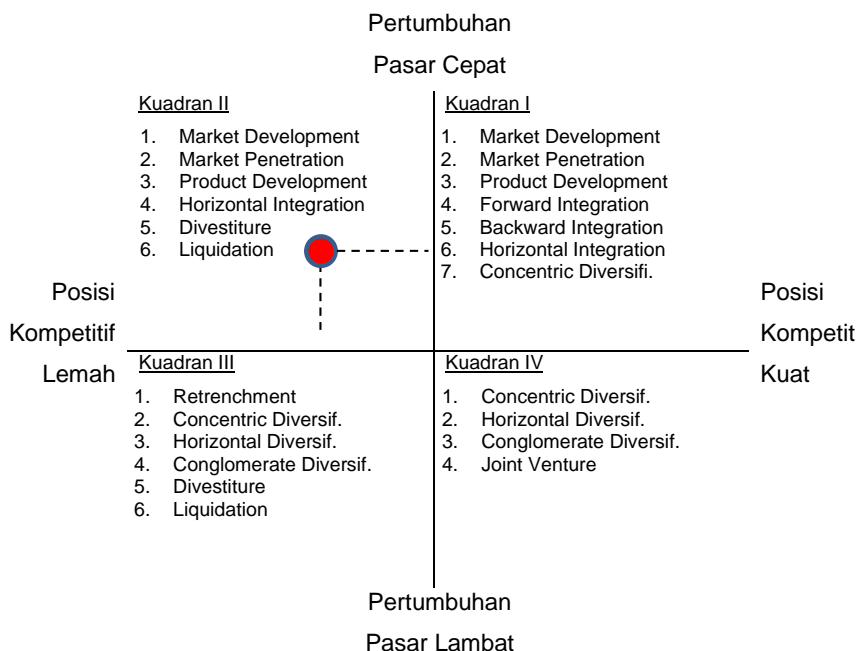 Pertumbuhan
Pasar Cepat
Kuadran II
1. Market Development
2. Market Penetration
3. Product Development
4. Horizontal Integration
5. Divestiture
6. Liquidation
Kuadran I
1. Market Development
2. Market Penetration
3. Product Development
4. Forward Integration
5. Backward Integration
6. Horizontal Integration
7. Concentric Diversifi.
Posisi
Kompetitif
Lemah
Posisi
Kompetit
Kuat
Kuadran III
1. Retrenchment
2. Concentric Diversif.
3. Horizontal Diversif.
4. Conglomerate Diversif.
5. Divestiture
6. Liquidation
Kuadran IV
1. Concentric Diversif.
2. Horizontal Diversif.
3. Conglomerate Diversif.
4. Joint Venture
Pertumbuhan
Pasar Lambat